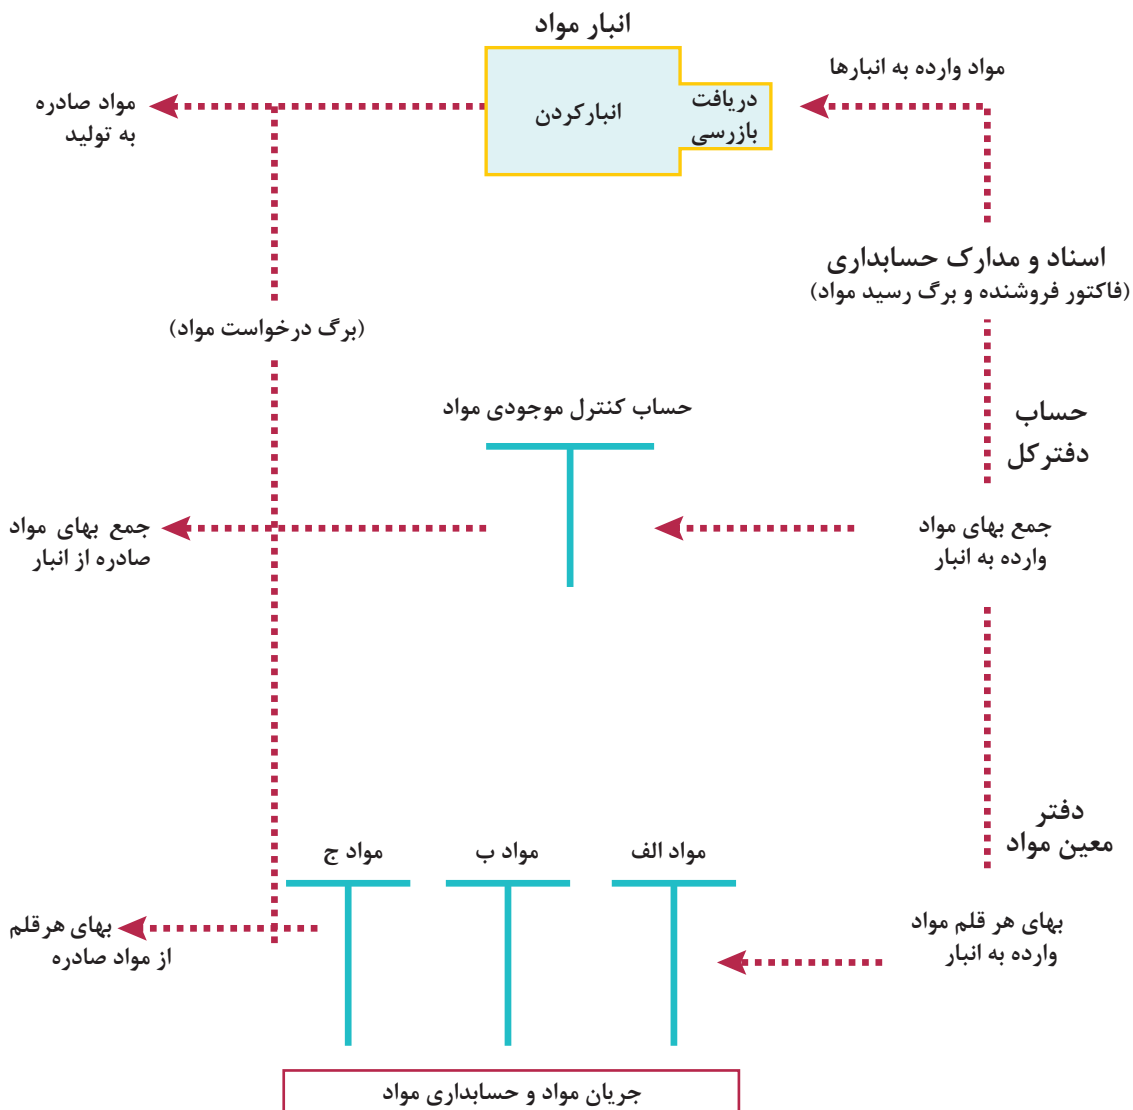 انبار مواد
مواد وارده به انبارها
دریافت
بازرسی
انبارکردن
مواد صادره
به تولید
اسناد و مدارک حسابداری
(فاکتور فروشنده و برگ رسید مواد)
(برگ درخواست مواد)
حساب کنترل موجودی مواد
حساب
دفترکل
جمع بهای مواد
وارده به انبار
جمع بهای مواد
صادره از انبار
دفتر
معین مواد
مواد الف
مواد ب
مواد ج
بهای هر قلم مواد
وارده به انبار
بهای هرقلم
از مواد صادره
جریان مواد و حسابداری مواد